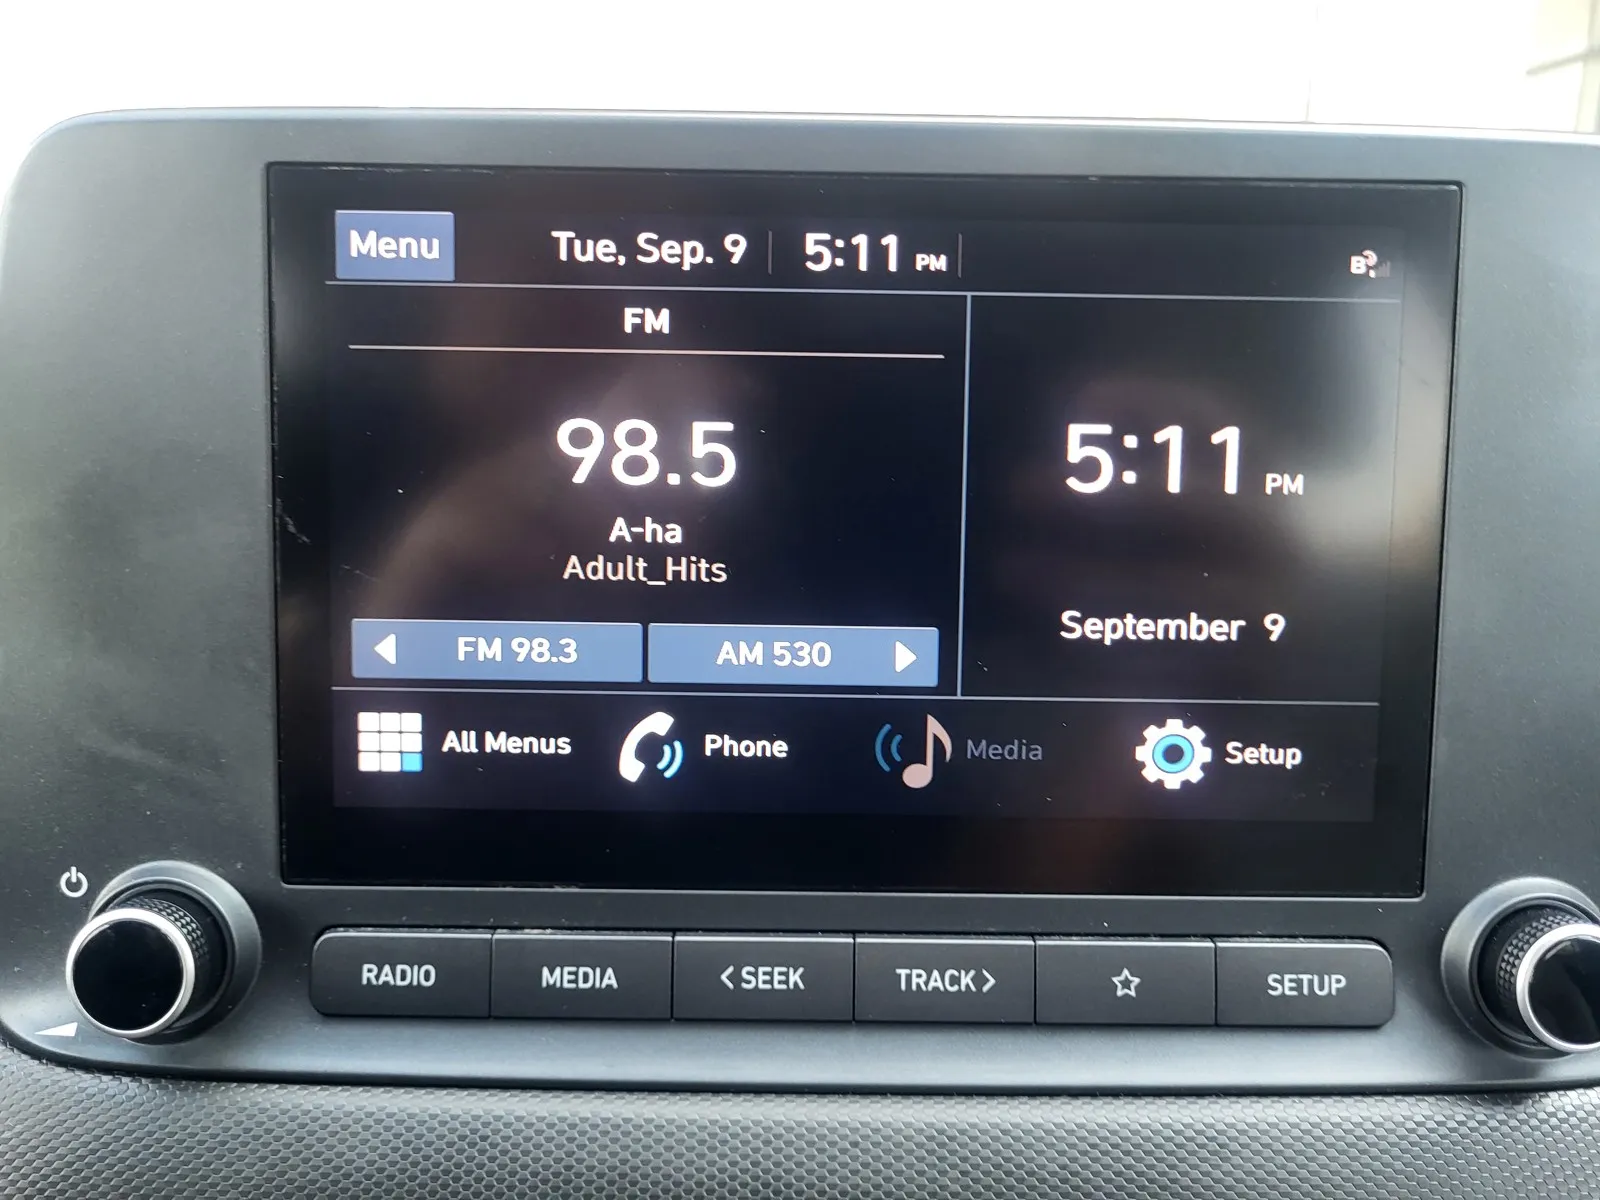 Menu
Tue, Sep. 9
5:11 PM
FM
98.5
A-ha
Adult_Hits
FM 98.3
AM 530
5:11 PM
September 9
All Menus
Phone
Media
Setup
RADIO
MEDIA
<SEEK
TRACK>
SETUP